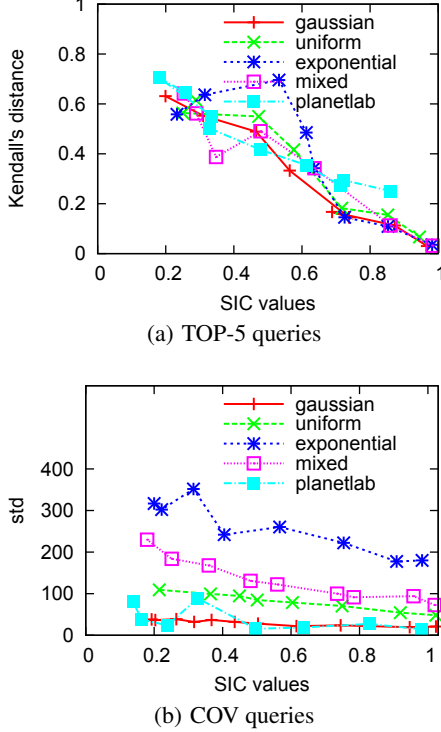 1
0.8
0.6
0.4
0.2
0
Kendall's distance
gaussian
uniform
exponential
mixed
planetlab
0 0.2 0.4 0.6 0.8 1
SIC values
(a) TOP-5 queries
400
300
200
100
0
std
gaussian
uniform
exponential
mixed
planetlab
0 0.2 0.4 0.6 0.8 1
SIC values
(b) COV queries